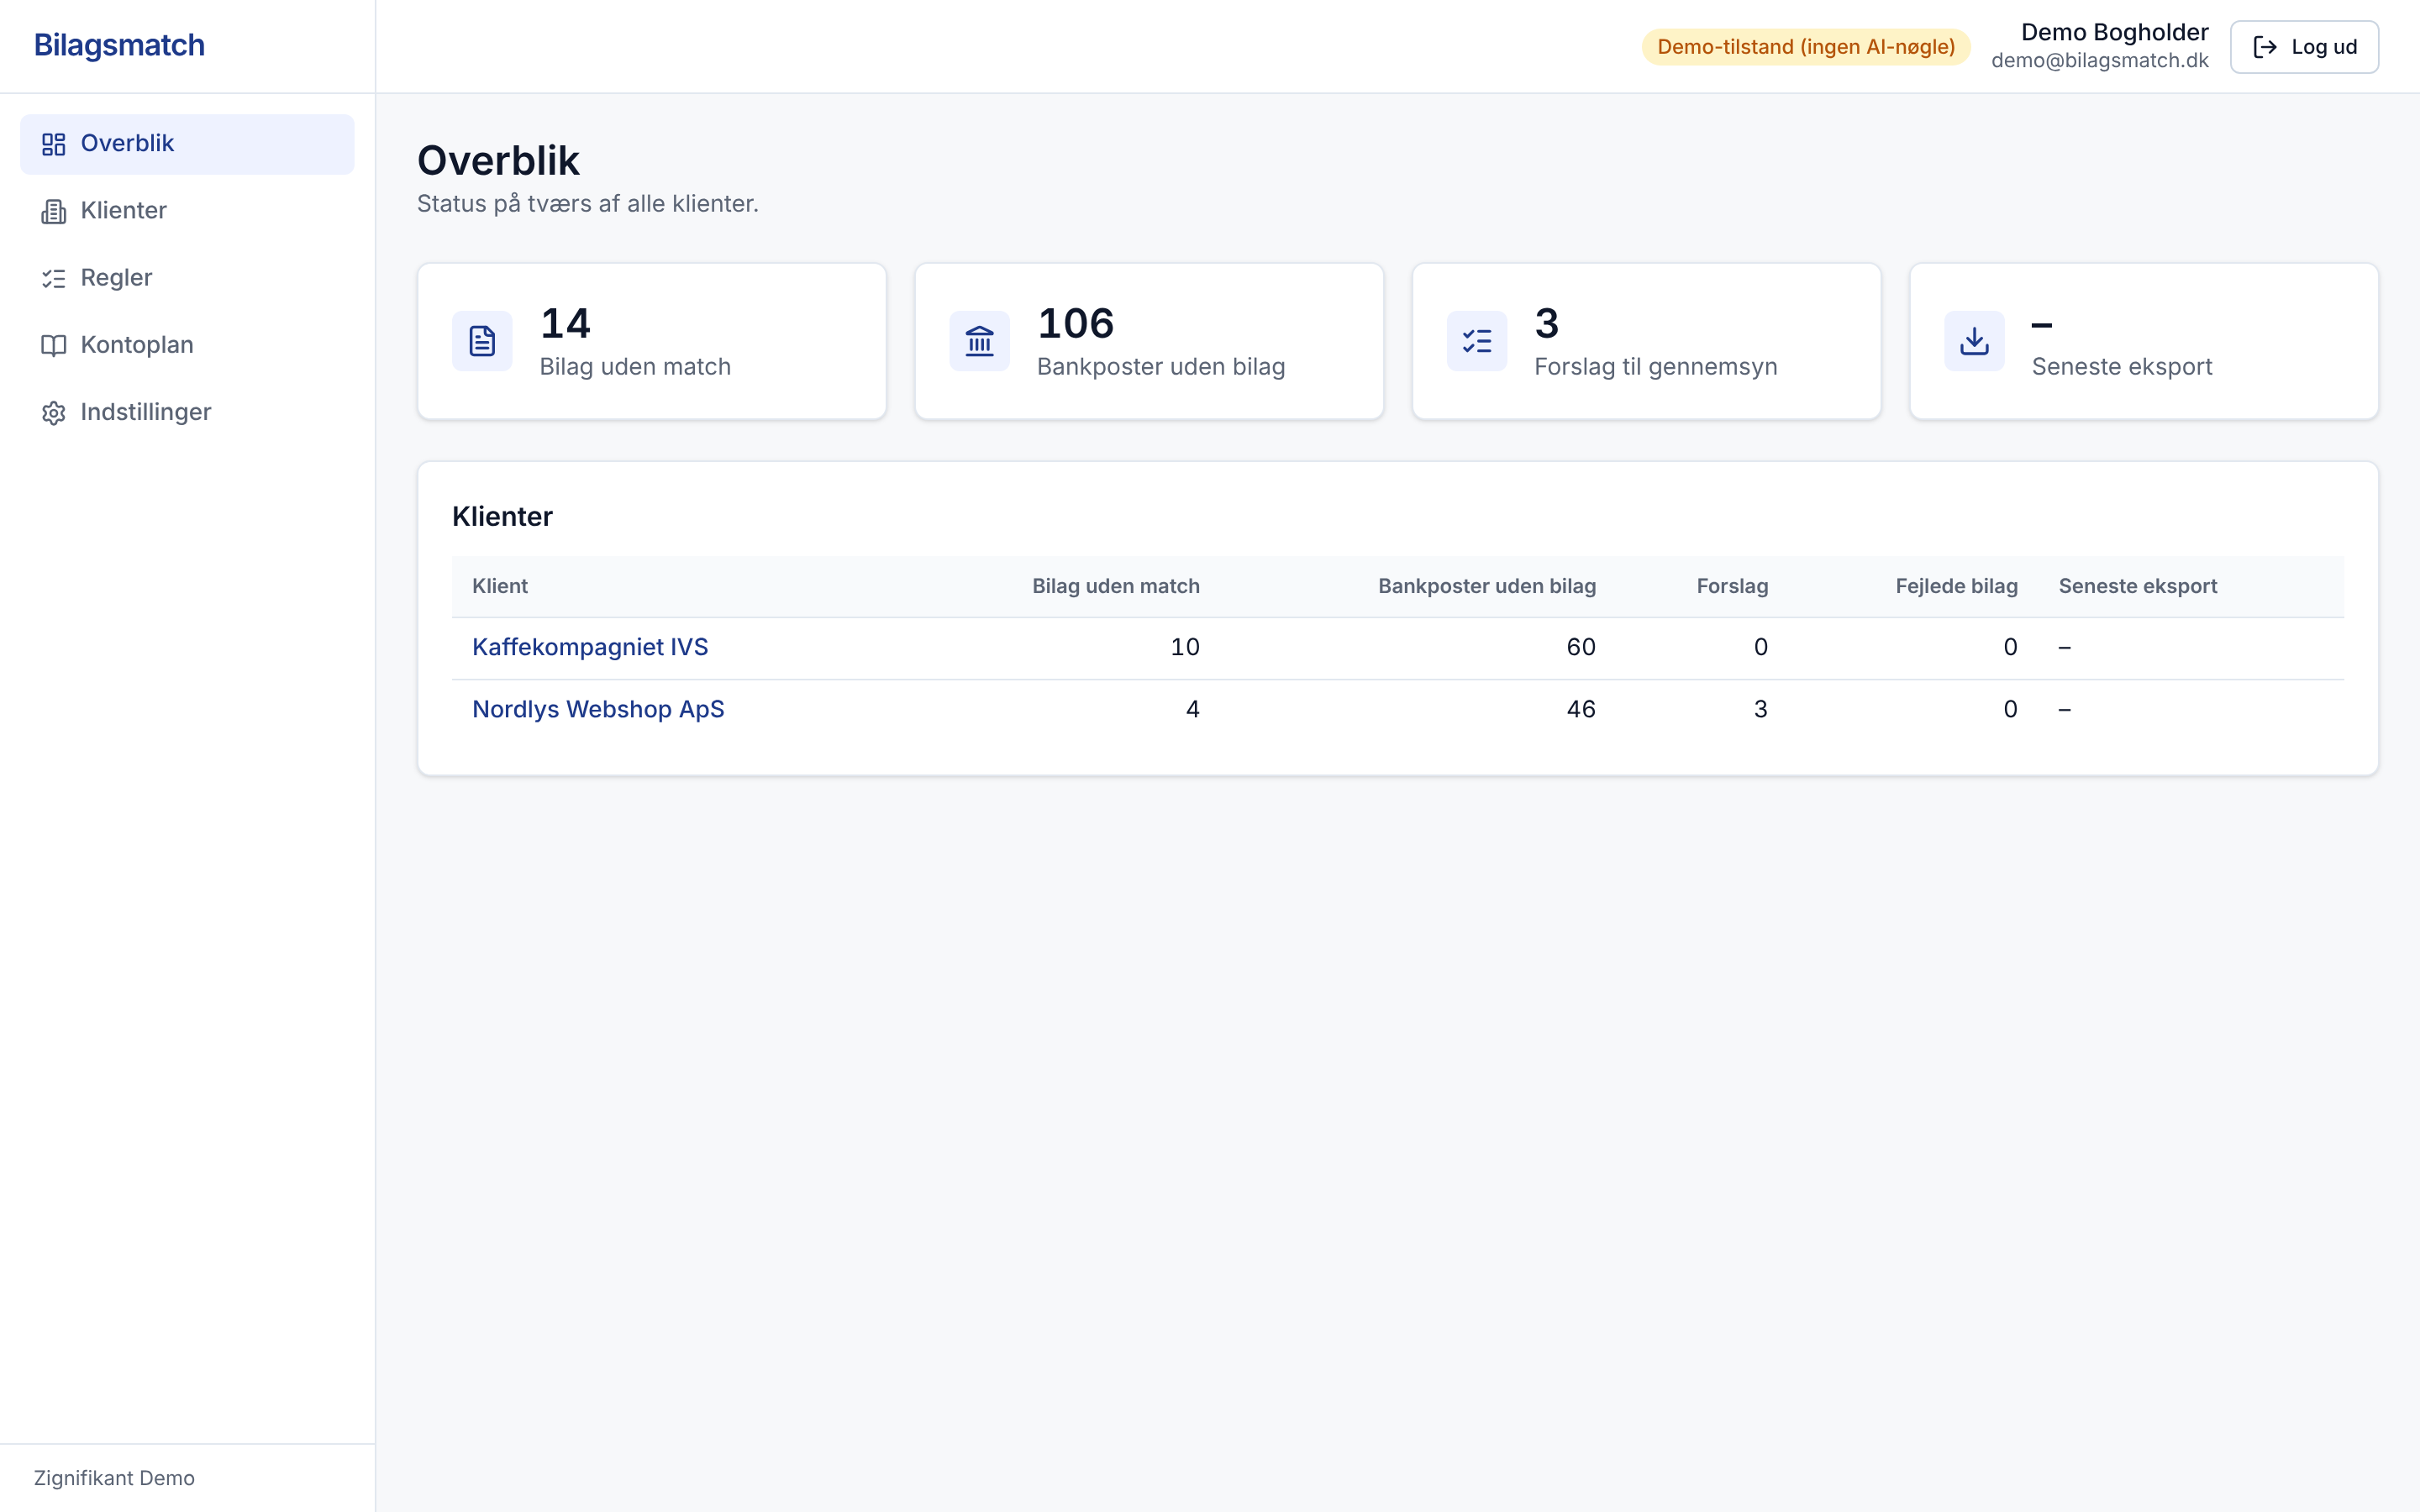 Bilagsmatch
Demo-tilstand (ingen AI-nøgle)
Demo Bogholder
demo@bilagsmatch.dk
Log ud
Overblik
Klienter
Regler
Kontoplan
Indstillinger
Zignifikant Demo
Overblik
Status på tværs af alle klienter.
14
Bilag uden match
106
Bankposter uden bilag
3
Forslag til gennemsyn
–
Seneste eksport
Klienter
Klient Bilag uden match Bankposter uden bilag Forslag Fejlede bilag Seneste eksport
Kaffekompagniet IVS 10 60 0 0 –
Nordlys Webshop ApS 4 46 3 0 –